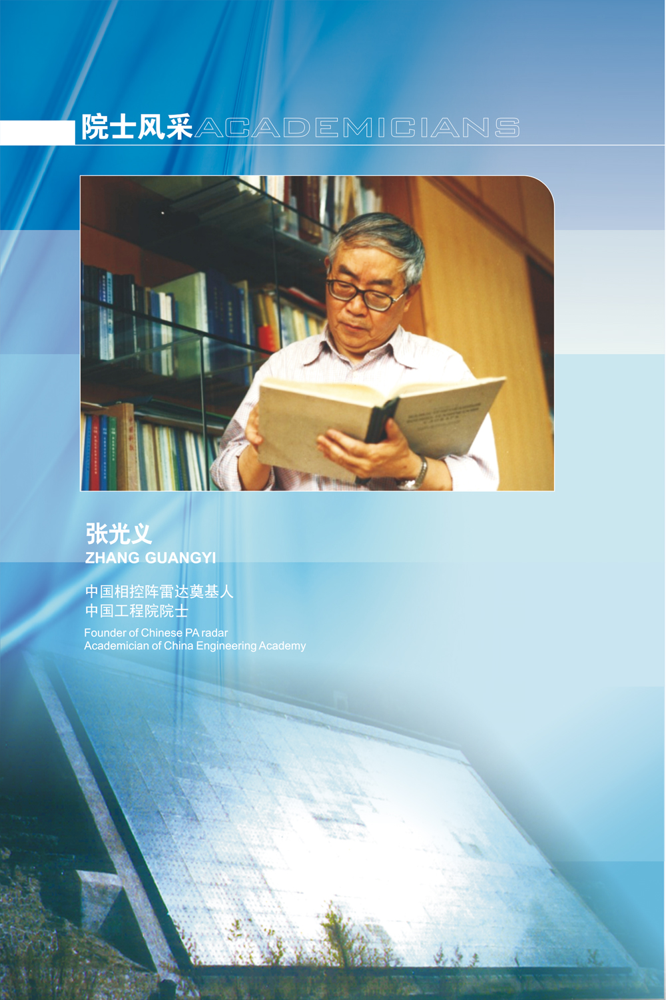 院士风采ACADEMICIANS
张光义
ZHANG GUANGYI
中国相控阵雷达奠基人
中国工程院院士
Founder of Chinese PA radar
Academician of China Engineering Academy